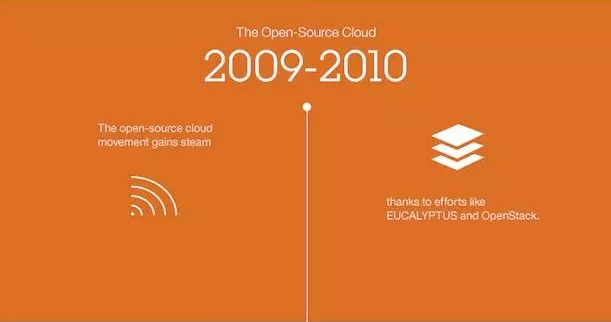 The Open-Source Cloud
2009-2010
The open-source cloud
movement gains steam
thanks to efforts like
EUCALYPTUS and OpenStack.